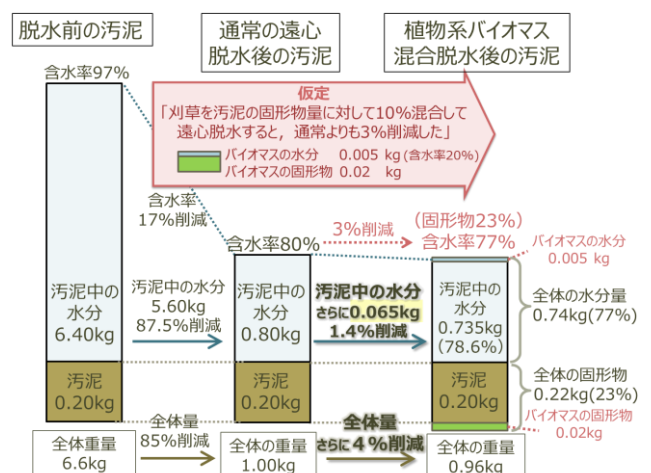 脱水前の汚泥
通常の遠心
脱水後の汚泥
植物系バイオマス
混合脱水後の汚泥
含水率97%
仮定
「刈草を汚泥の固形物量に対して10%混合して
遠心脱水すると，通常よりも3%削減した」
バイオマスの水分 0.005 kg (含水率20%)
バイオマスの固形物 0.02 kg
含水率
17%削減
含水率80%
3%削減
(固形物23%)
含水率77%
バイオマスの水分
0.005 kg
汚泥中の
水分
6.40kg
汚泥中の水分
5.60kg
87.5%削減
汚泥中の
水分
0.80kg
汚泥中の水分
さらに0.065kg
1.4%削減
汚泥中の
水分
0.735kg
(78.6%)
全体の水分量
0.74kg(77%)
汚泥
0.20kg
汚泥
0.20kg
汚泥
0.20kg
全体の固形物
0.22kg(23%)
バイオマスの固形物
0.02kg
全体重量
6.6kg
全体量
85%削減
全体の重量
1.00kg
全体量
さらに４%削減
全体の重量
0.96kg